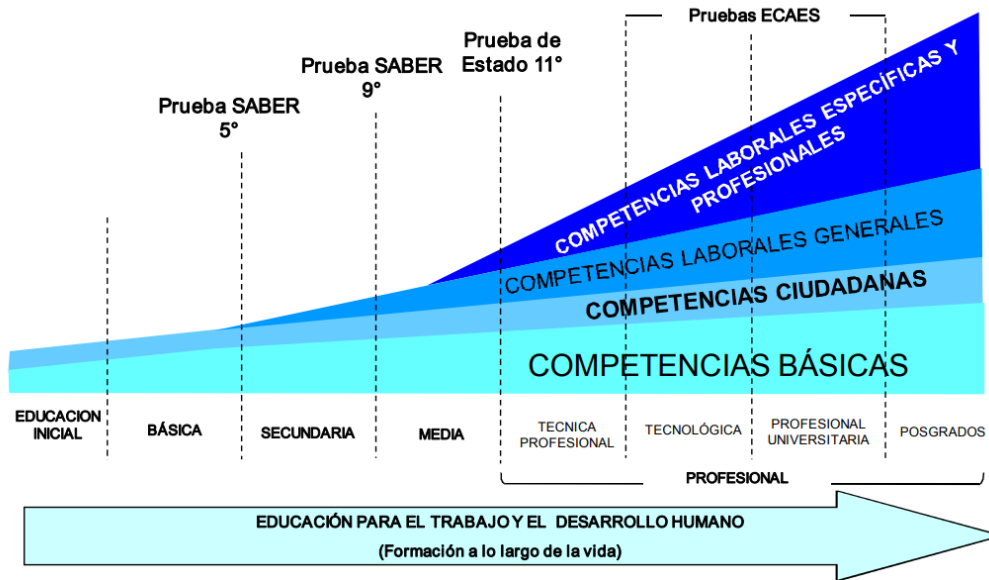 Pruebas ECAES
Prueba de
Estado 11°
Prueba SABER
9°
Prueba SABER
5°
COMPETENCIAS LABORALES ESPECÍFICAS Y
PROFESIONALES
COMPETENCIAS LABORALES GENERALES
COMPETENCIAS CIUDADANAS
COMPETENCIAS BÁSICAS
EDUCACION
INICIAL
BÁSICA
SECUNDARIA
MEDIA
TECNICA
PROFESIONAL
TECNOLÓGICA
PROFESIONAL
UNIVERSITARIA
POSGRADOS
PROFESIONAL
EDUCACIÓN PARA EL TRABAJO Y EL DESARROLLO HUMANO
(Formación a lo largo de la vida)